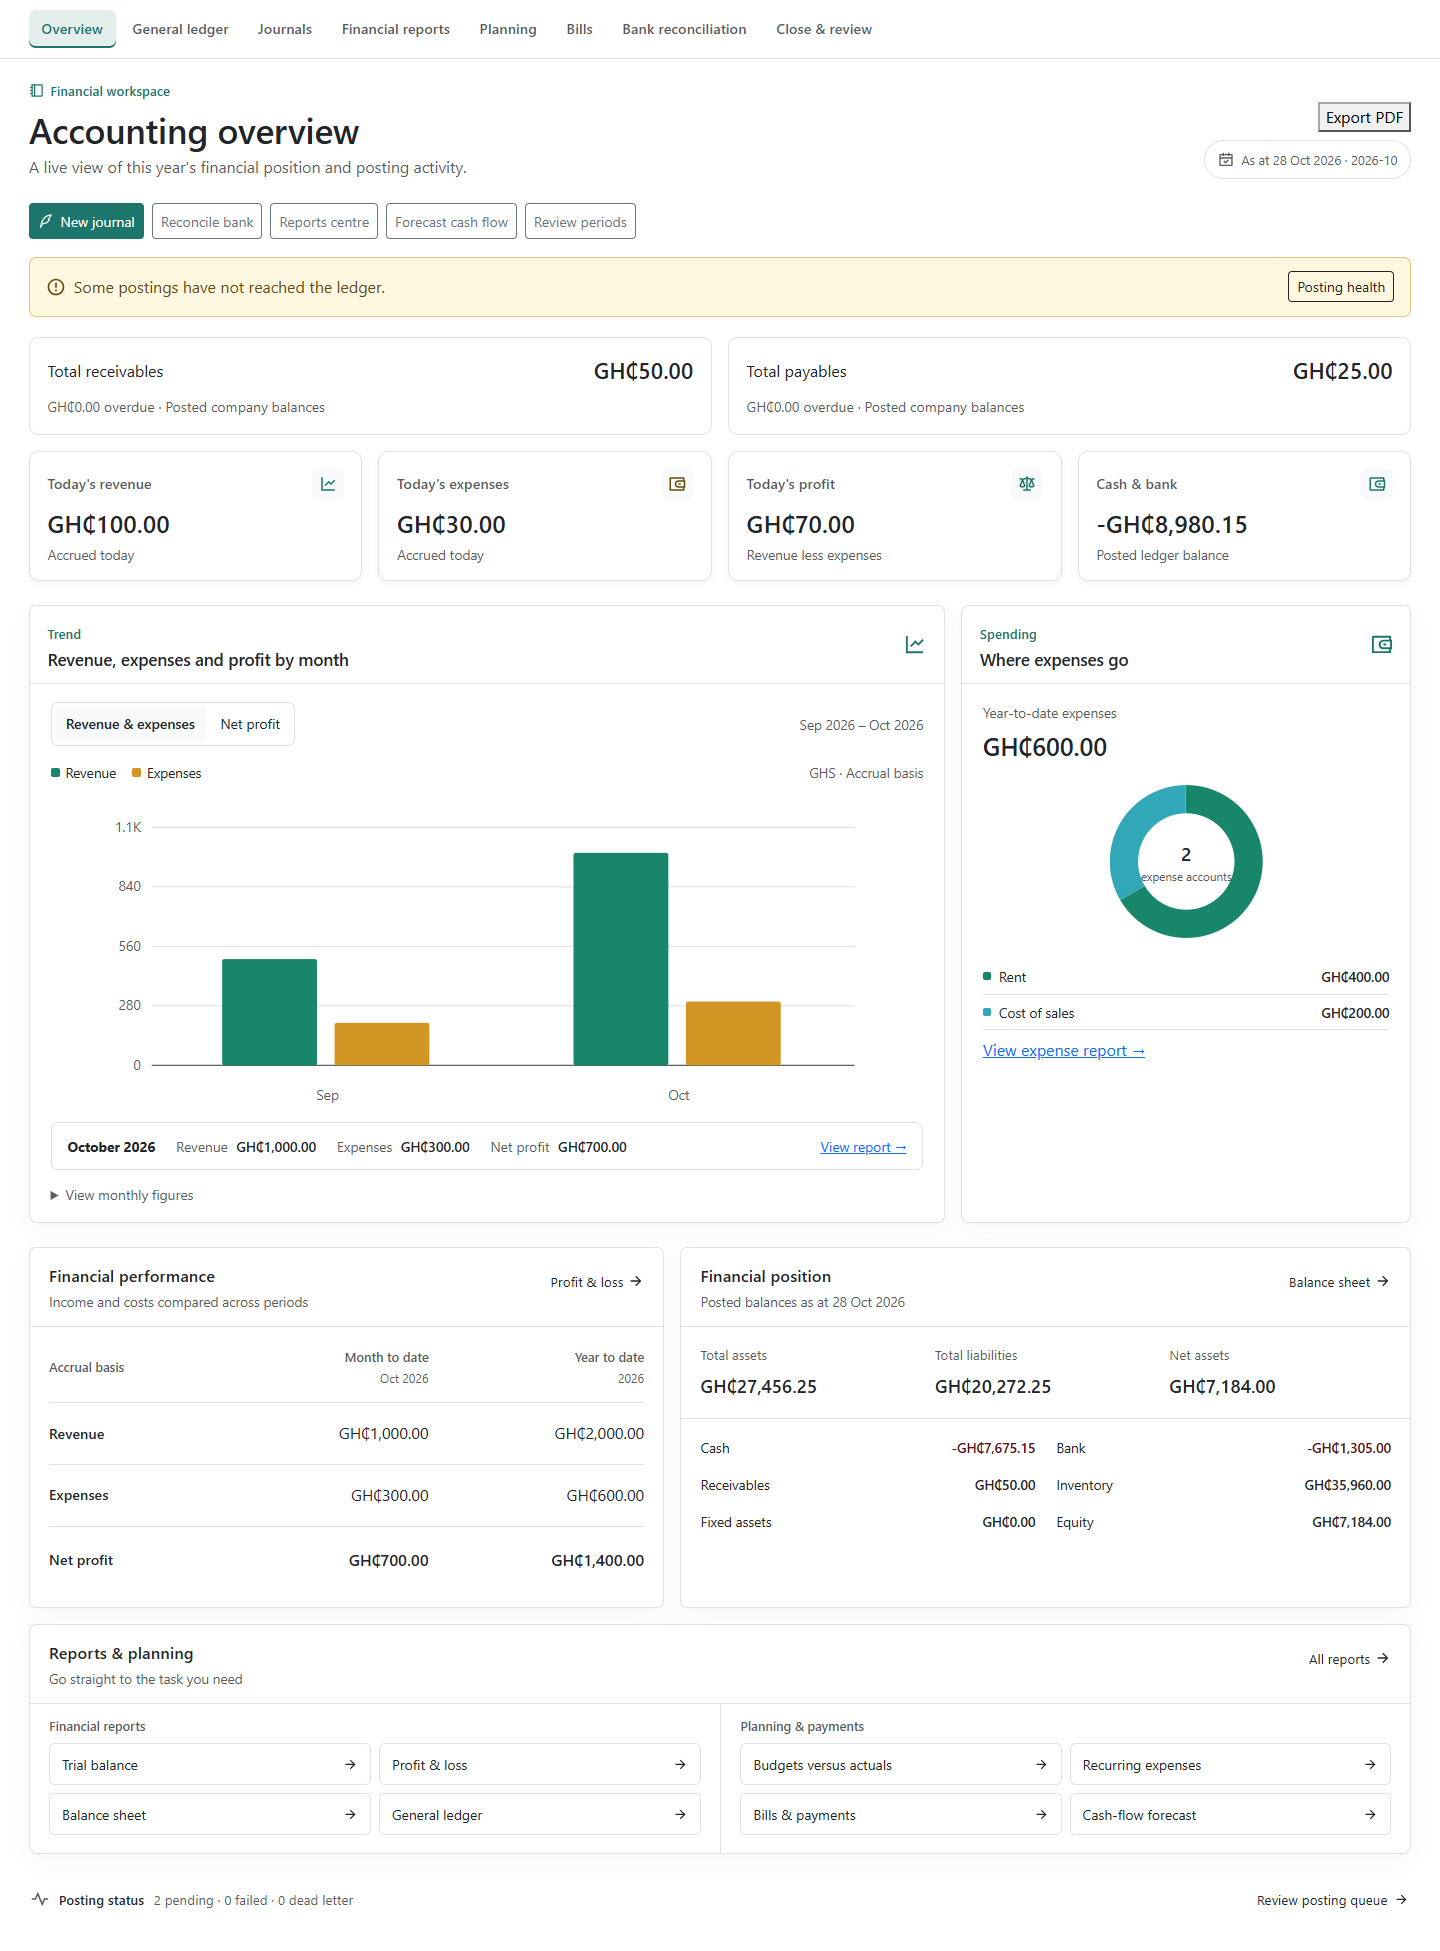 Overview General ledger Journals Financial reports Planning Bills Bank reconciliation Close & review
Financial workspace
Accounting overview
A live view of this year's financial position and posting activity.
Export PDF
As at 28 Oct 2026 · 2026-10
New journal Reconcile bank Reports centre Forecast cash flow Review periods
Some postings have not reached the ledger. Posting health
Total receivables GH₵50.00
GH₵0.00 overdue · Posted company balances
Total payables GH₵25.00
GH₵0.00 overdue · Posted company balances
Today's revenue
GH₵100.00
Accrued today
Today's expenses
GH₵30.00
Accrued today
Today's profit
GH₵70.00
Revenue less expenses
Cash & bank
-GH₵8,980.15
Posted ledger balance
Trend
Revenue, expenses and profit by month
Revenue & expenses Net profit Sep 2026 – Oct 2026
Revenue Expenses GHS · Accrual basis
1.1K
840
560
280
0
Sep Oct
October 2026 Revenue GH₵1,000.00 Expenses GH₵300.00 Net profit GH₵700.00 View report →
View monthly figures
Spending
Where expenses go
Year-to-date expenses
GH₵600.00
2
expense accounts
Rent GH₵400.00
Cost of sales GH₵200.00
View expense report →
Financial performance
Income and costs compared across periods
Profit & loss →
Accrual basis Month to date Year to date
Oct 2026 2026
Revenue GH₵1,000.00 GH₵2,000.00
Expenses GH₵300.00 GH₵600.00
Net profit GH₵700.00 GH₵1,400.00
Financial position
Posted balances as at 28 Oct 2026
Balance sheet →
Total assets Total liabilities Net assets
GH₵27,456.25 GH₵20,272.25 GH₵7,184.00
Cash -GH₵7,675.15 Bank -GH₵1,305.00
Receivables GH₵50.00 Inventory GH₵35,960.00
Fixed assets GH₵0.00 Equity GH₵7,184.00
Reports & planning
Go straight to the task you need
All reports →
Financial reports
Trial balance → Profit & loss →
Balance sheet → General ledger →
Planning & payments
Budgets versus actuals → Recurring expenses →
Bills & payments → Cash-flow forecast →
Posting status 2 pending · 0 failed · 0 dead letter Review posting queue →